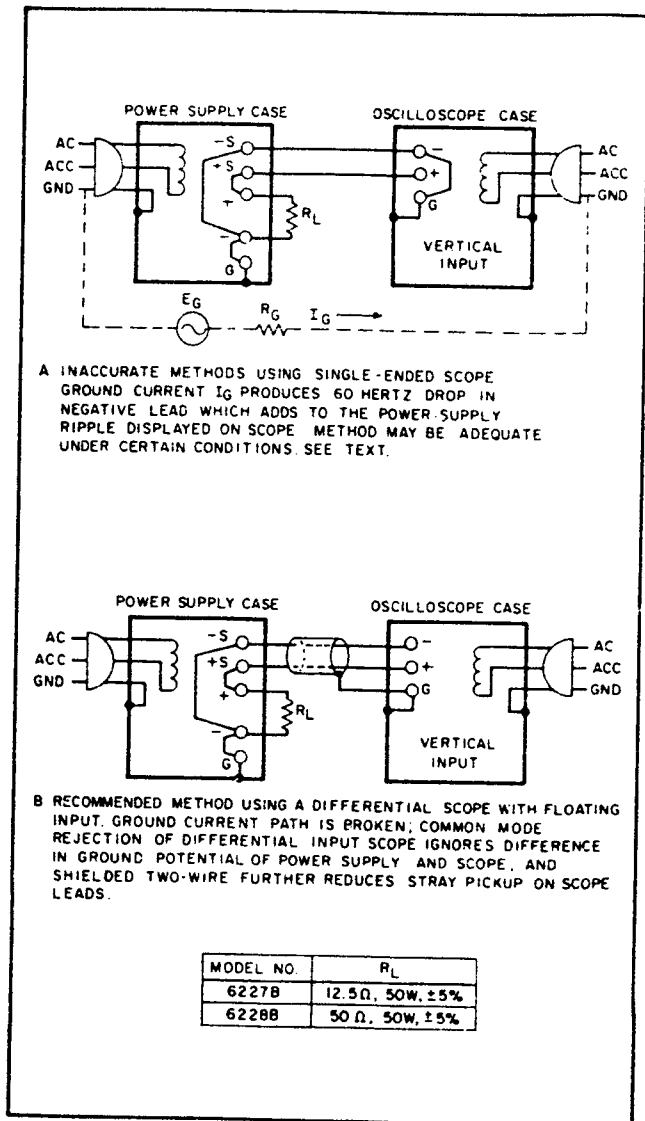 POWER SUPPLY CASE
OSCILLOSCOPE CASE
AC
ACC
GND
-S
+S
+
-
G
RL
-
+
G
VERTICAL
INPUT
AC
ACC
GND
EG
RG
IG
A INACCURATE METHODS USING SINGLE-ENDED SCOPE
GROUND CURRENT IG PRODUCES 60 HERTZ DROP IN
NEGATIVE LEAD WHICH ADDS TO THE POWER-SUPPLY
RIPPLE DISPLAYED ON SCOPE METHOD MAY BE ADEQUATE
UNDER CERTAIN CONDITIONS. SEE TEXT.
POWER SUPPLY CASE
OSCILLOSCOPE CASE
AC
ACC
GND
-S
+S
+
-
G
RL
-
+
G
VERTICAL
INPUT
AC
ACC
GND
B RECOMMENDED METHOD USING A DIFFERENTIAL SCOPE WITH FLOATING
INPUT. GROUND CURRENT PATH IS BROKEN; COMMON MODE
REJECTION OF DIFFERENTIAL INPUT SCOPE IGNORES DIFFERENCE
IN GROUND POTENTIAL OF POWER SUPPLY AND SCOPE, AND
SHIELDED TWO-WIRE FURTHER REDUCES STRAY PICKUP ON SCOPE
LEADS.
MODEL NO. RL
6227B 12.5Ω, 50W, ±5%
6228B 50 Ω, 50W, ±5%